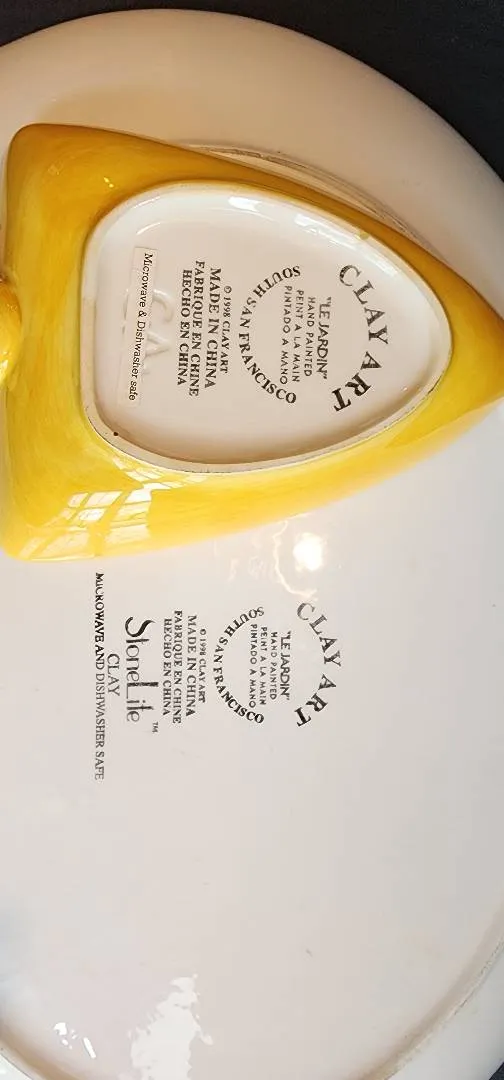 CLAY ART
"LE JARDIN"
HAND PAINTED
PEINT A LA MAIN
PINTADO A MANO
SOUTH SAN FRANCISCO
© 1998 CLAY ART
MADE IN CHINA
FABRIQUE EN CHINE
HECHO EN CHINA
Microwave & Dishwasher safe
CLAY ART
"LE JARDIN"
HAND PAINTED
PEINT A LA MAIN
PINTADO A MANO
SOUTH SAN FRANCISCO
© 1998 CLAY ART
MADE IN CHINA
FABRIQUE EN CHINE
HECHO EN CHINA
StoneLite™
CLAY
MICROWAVE AND DISHWASHER SAFE